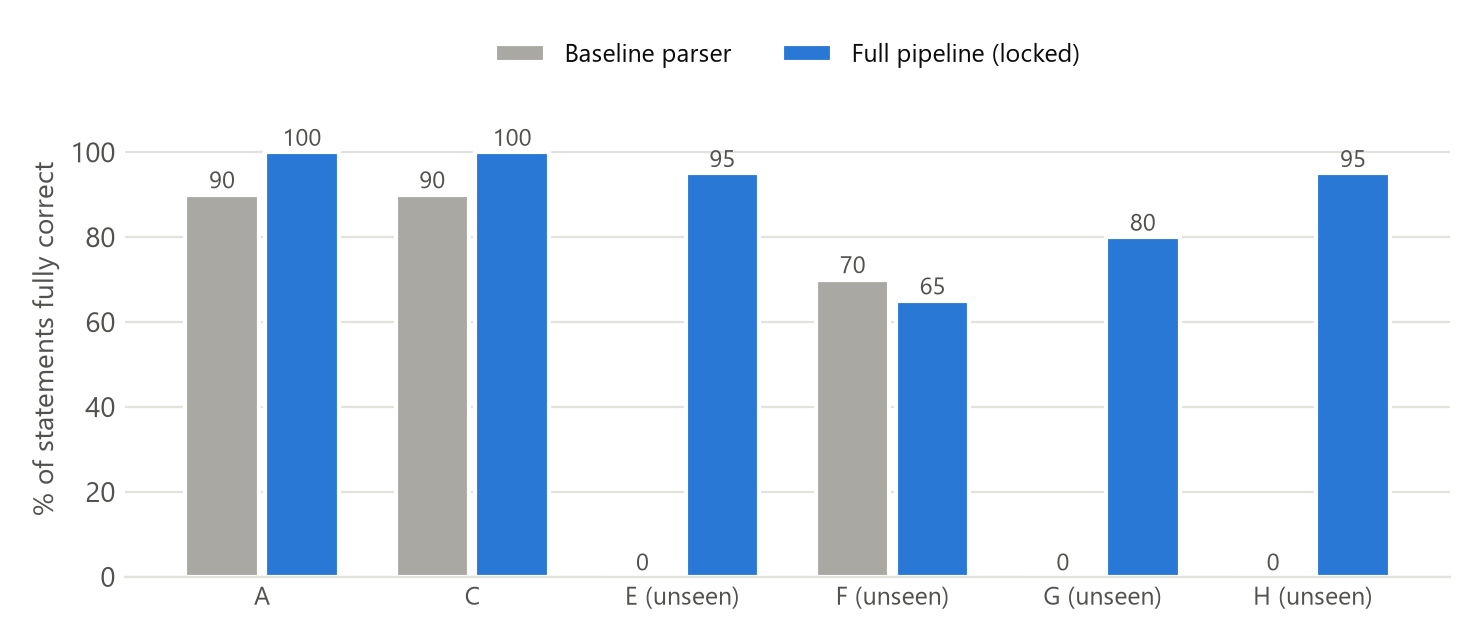 Baseline parser
Full pipeline (locked)
% of statements fully correct
100
80
60
40
20
0
90
100
90
100
0
95
70
65
0
80
0
95
A
C
E (unseen)
F (unseen)
G (unseen)
H (unseen)